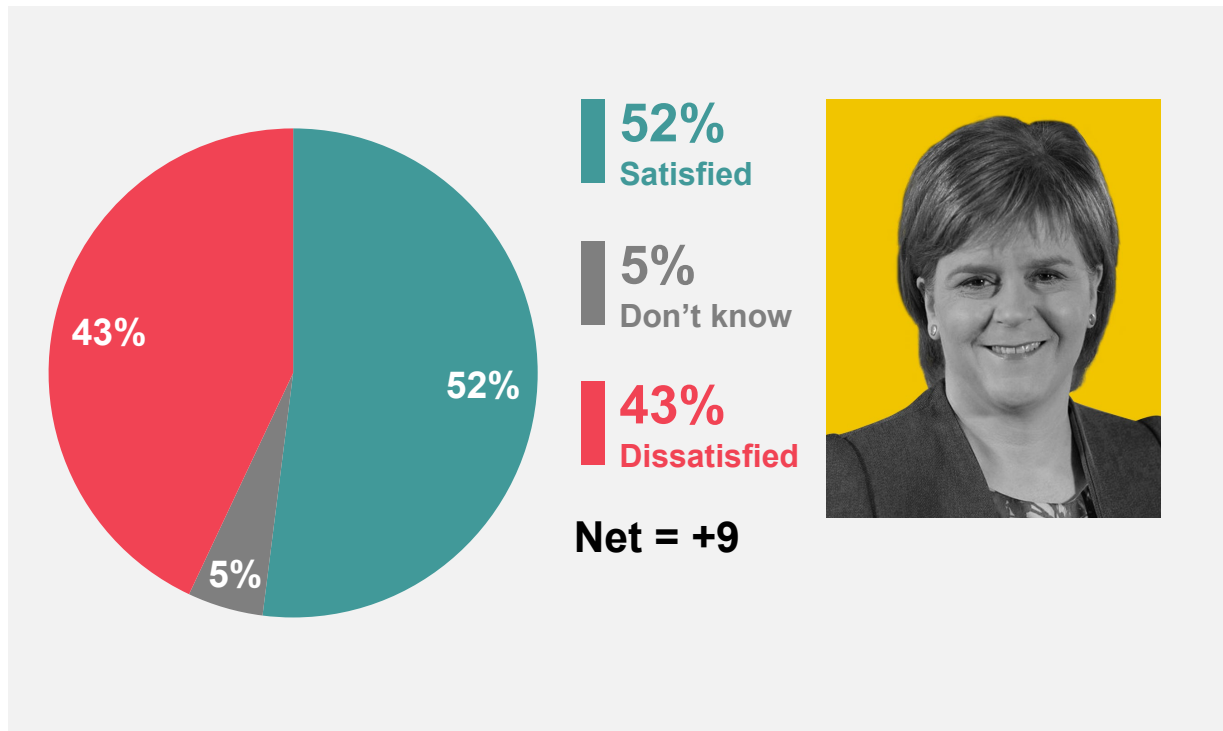 43%
52%
5%
52%
Satisfied
5%
Don’t know
43%
Dissatisfied
Net = +9